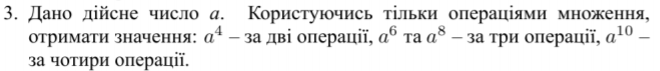 3. Дано дійсне число a. Користуючись тільки операціями множення,
отримати значення: a⁴ – за дві операції, a⁶ та a⁸ – за три операції, a¹⁰ –
за чотири операції.